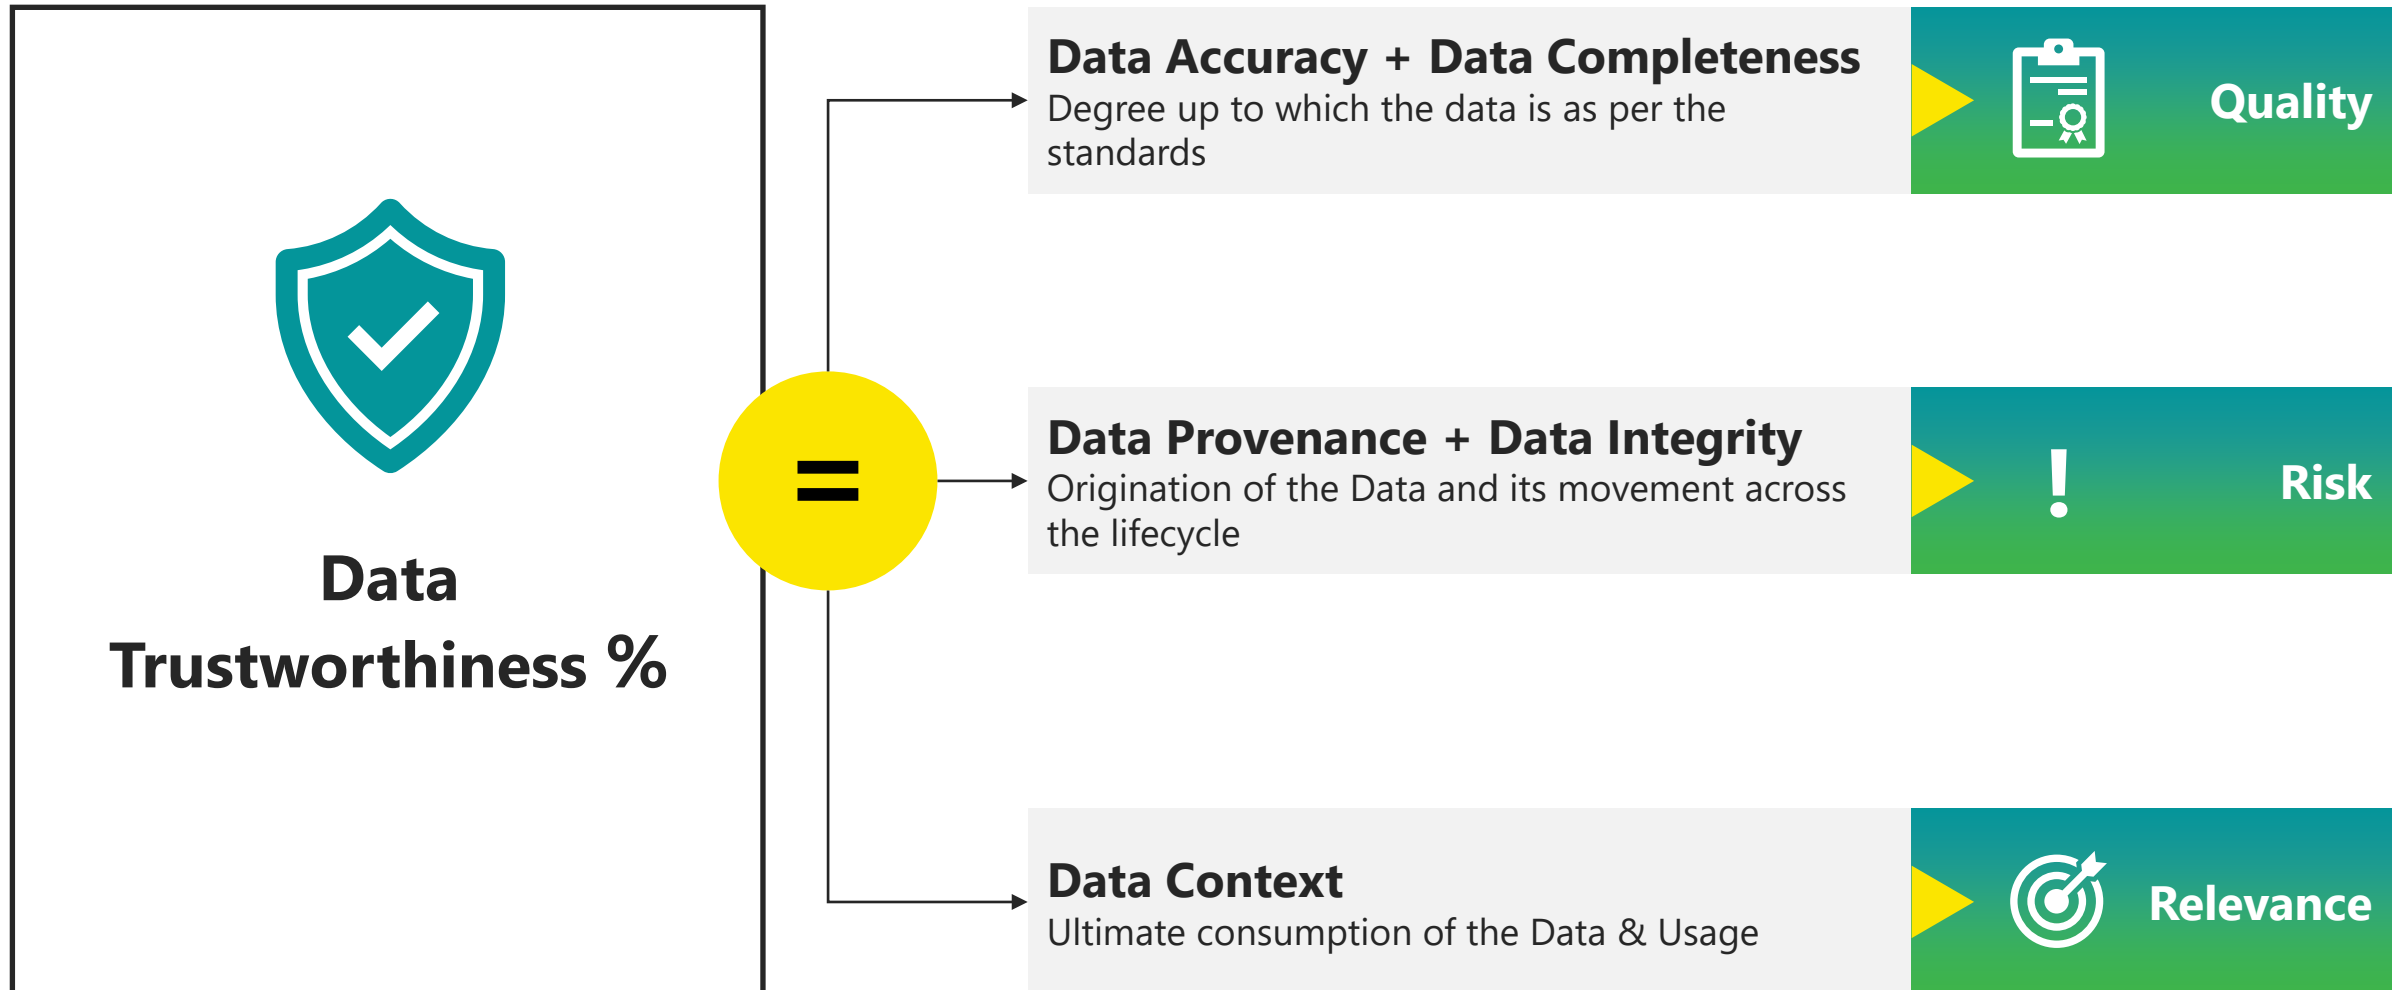 Data
Trustworthiness %
=
Data Accuracy + Data Completeness
Degree up to which the data is as per the
standards
Quality
Data Provenance + Data Integrity
Origination of the Data and its movement across
the lifecycle
!
Risk
Data Context
Ultimate consumption of the Data & Usage
Relevance